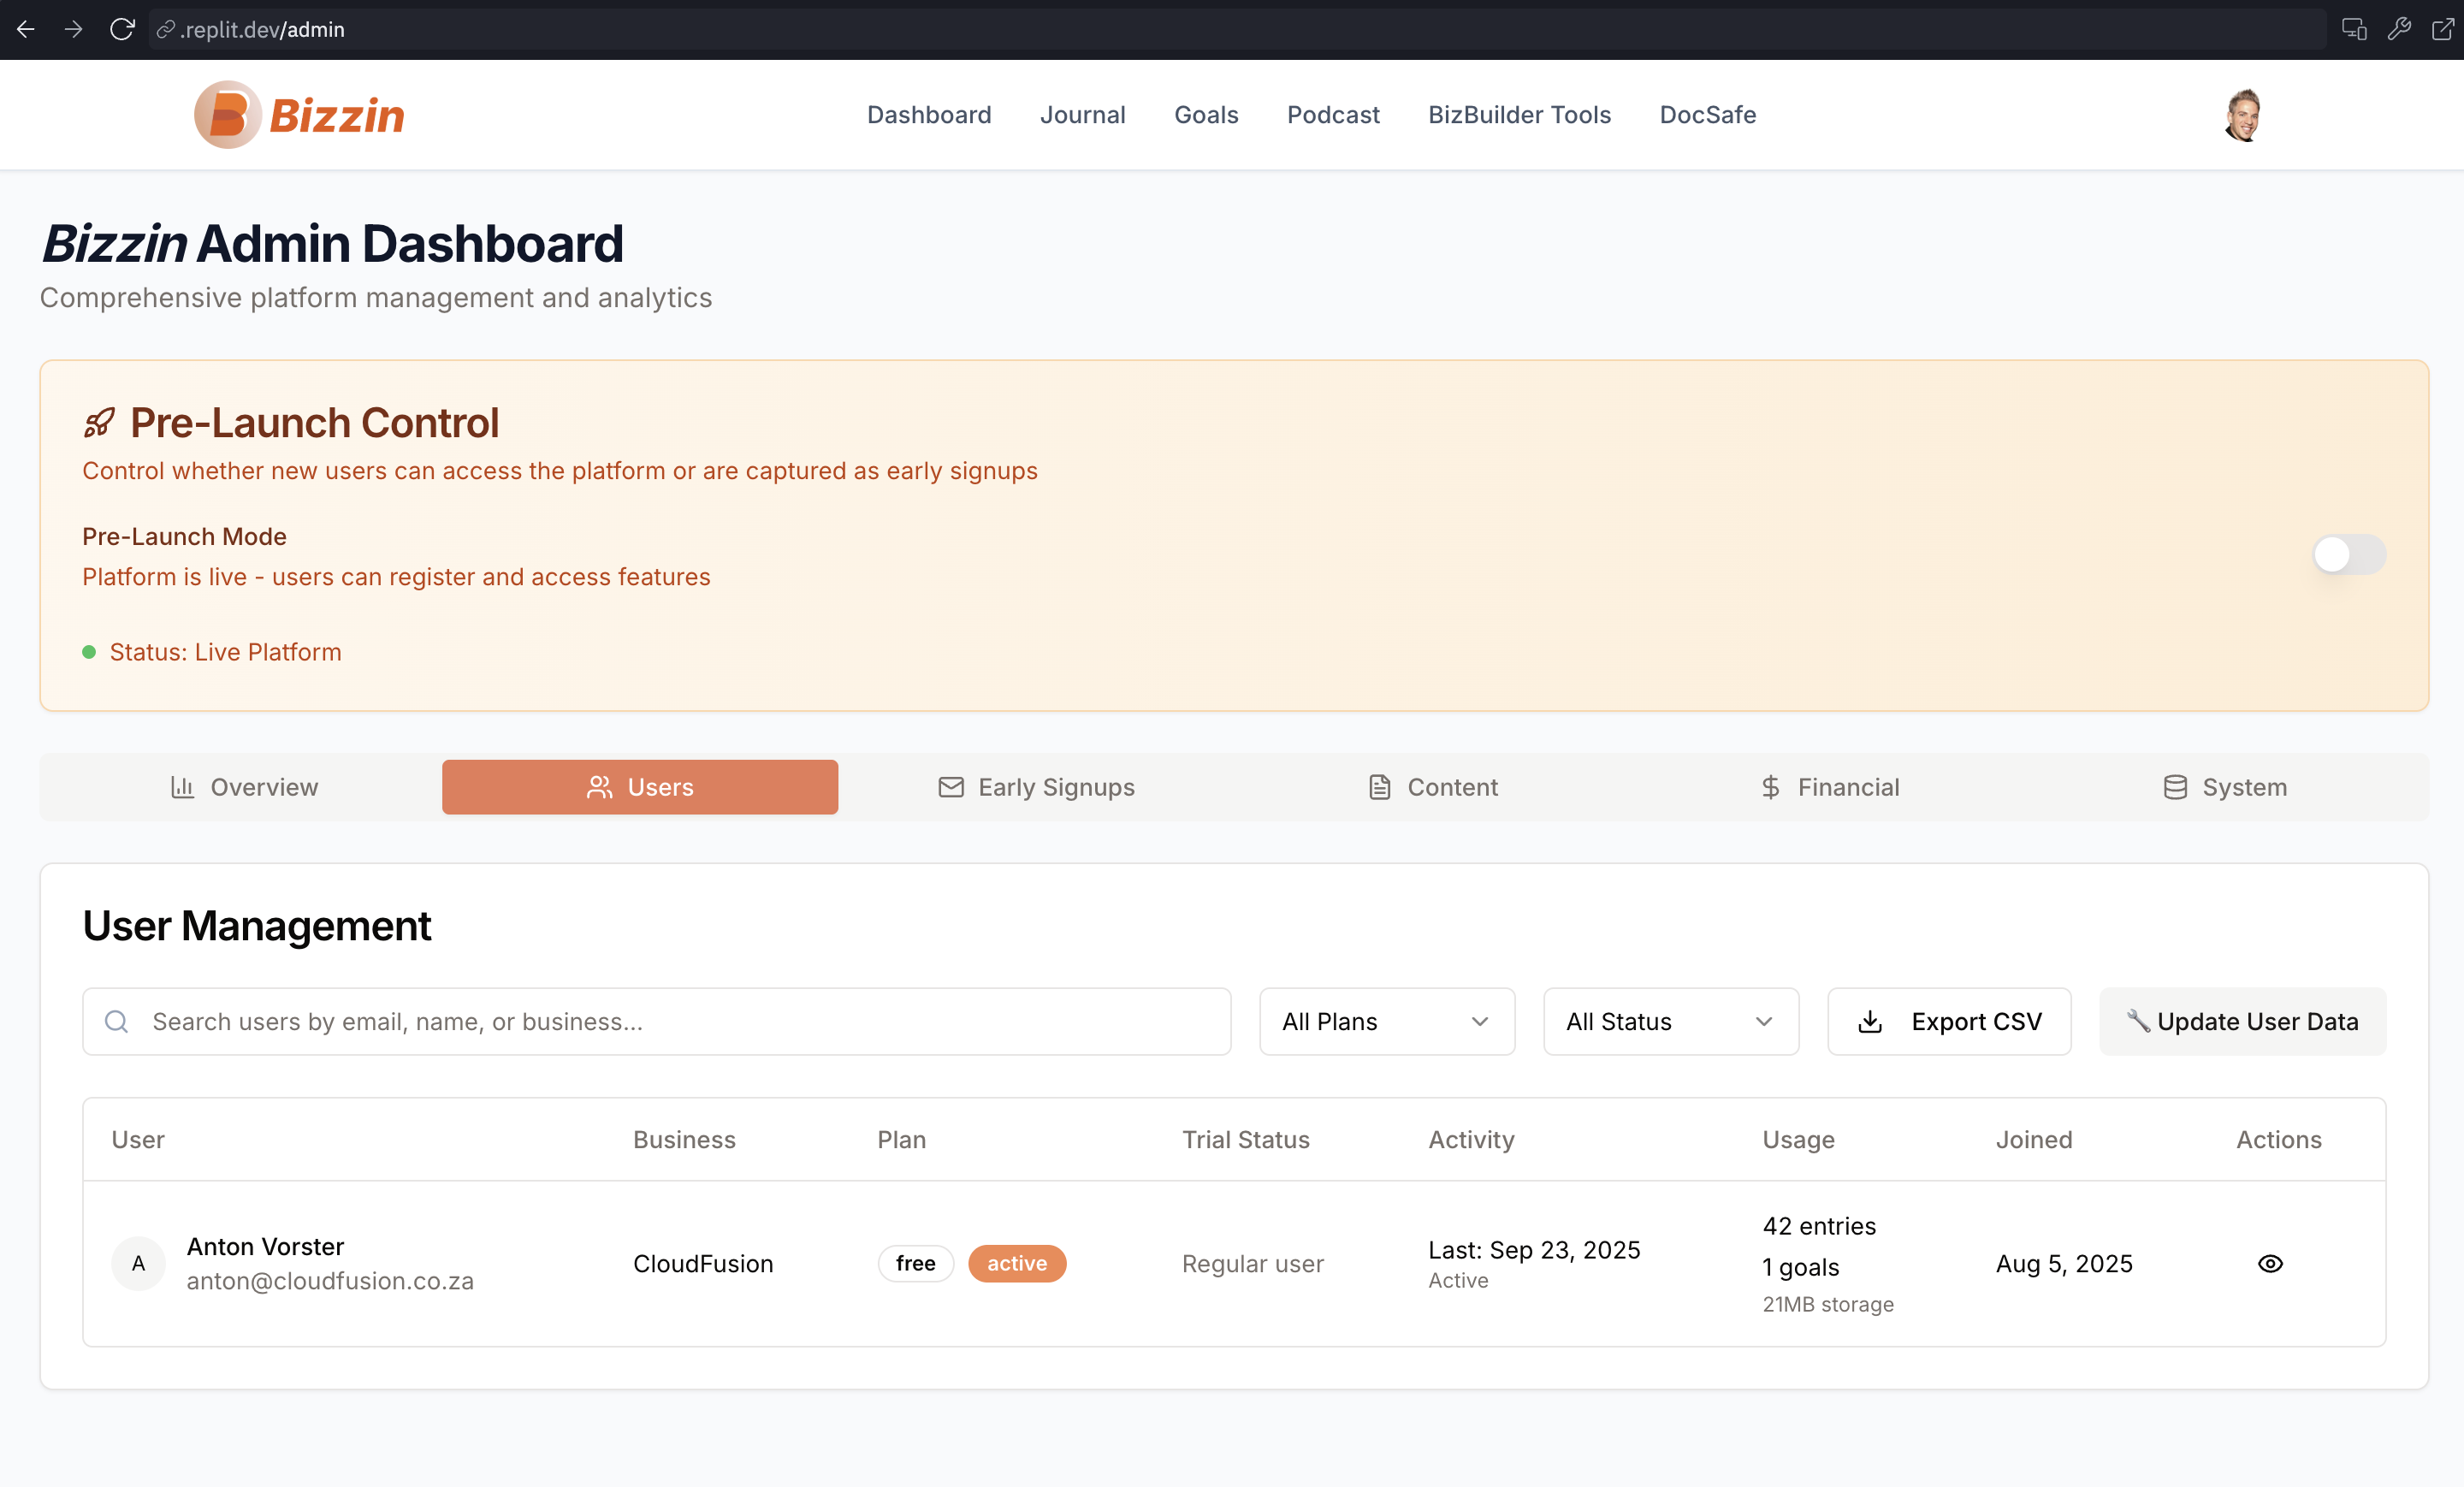 .replit.dev/admin
Bizzin
Dashboard Journal Goals Podcast BizBuilder Tools DocSafe
Bizzin Admin Dashboard
Comprehensive platform management and analytics
Pre-Launch Control
Control whether new users can access the platform or are captured as early signups
Pre-Launch Mode
Platform is live - users can register and access features
Status: Live Platform
Overview Users Early Signups Content Financial System
User Management
Search users by email, name, or business... All Plans All Status Export CSV Update User Data
User Business Plan Trial Status Activity Usage Joined Actions
A Anton Vorster
anton@cloudfusion.co.za
CloudFusion
free active
Regular user
Last: Sep 23, 2025
Active
42 entries
1 goals
21MB storage
Aug 5, 2025